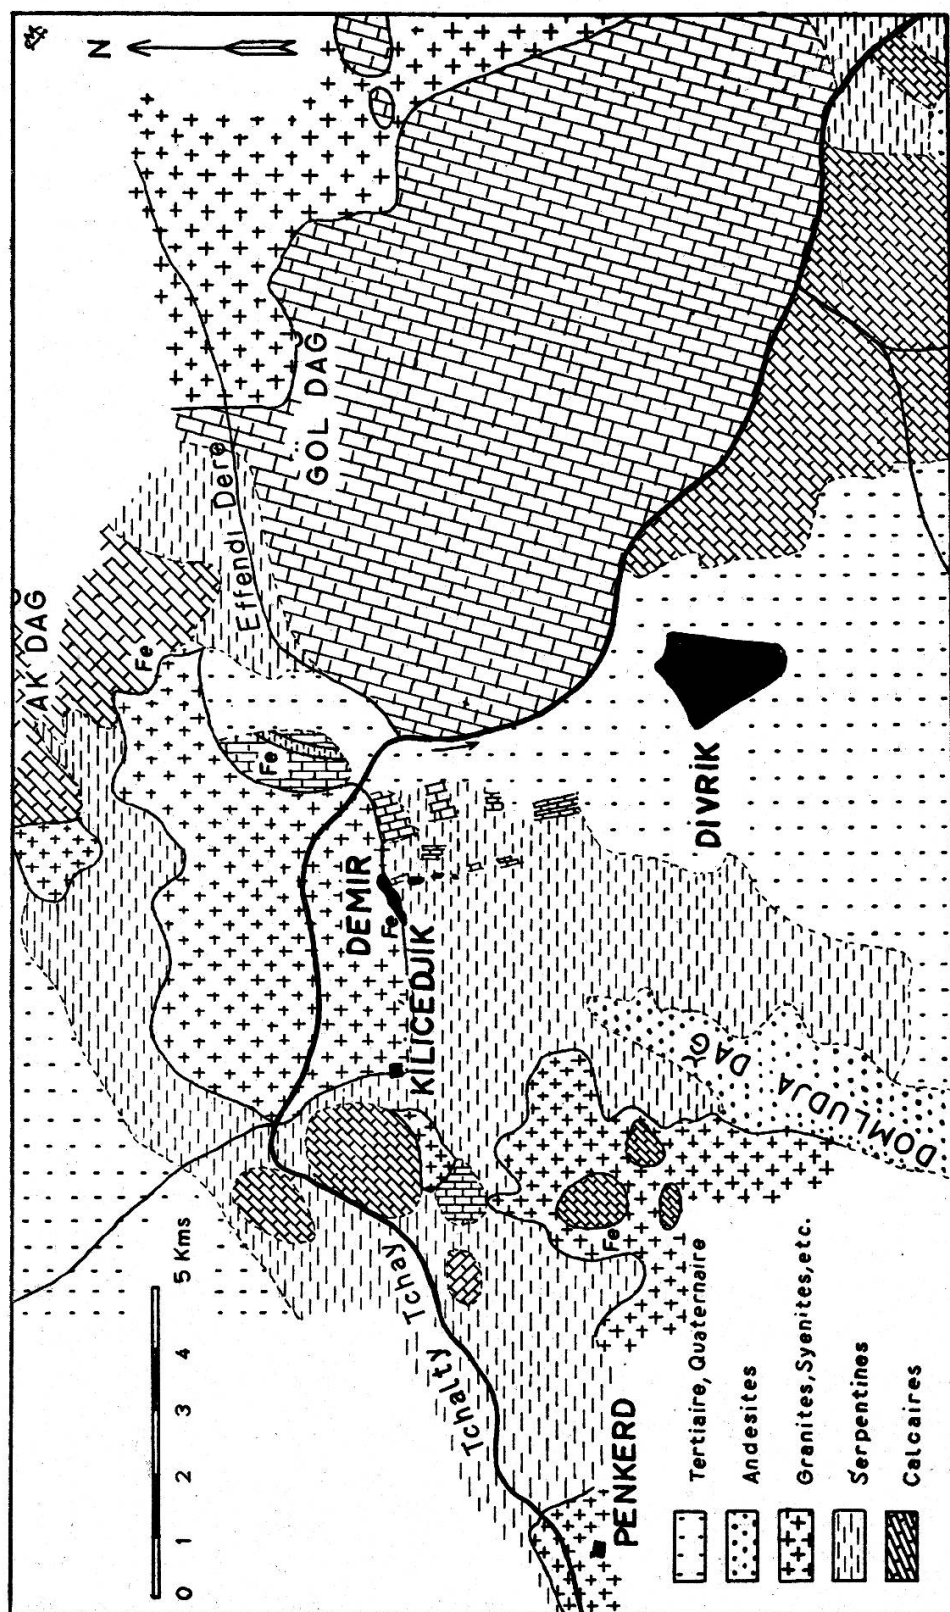 N
AK DAG
Fe
Effendi Dere
GÖL DAG
Fe
DEMIR
Fe
KILICEDJIK
DIVRIK
DOMLUDJA DAG
Fe
Tchalty Tchay
PENKERD
0 1 2 3 4 5 Kms
Tertiaire, Quaternaire
Andesites
Granites, Syenites, etc.
Serpentines
Calcaires